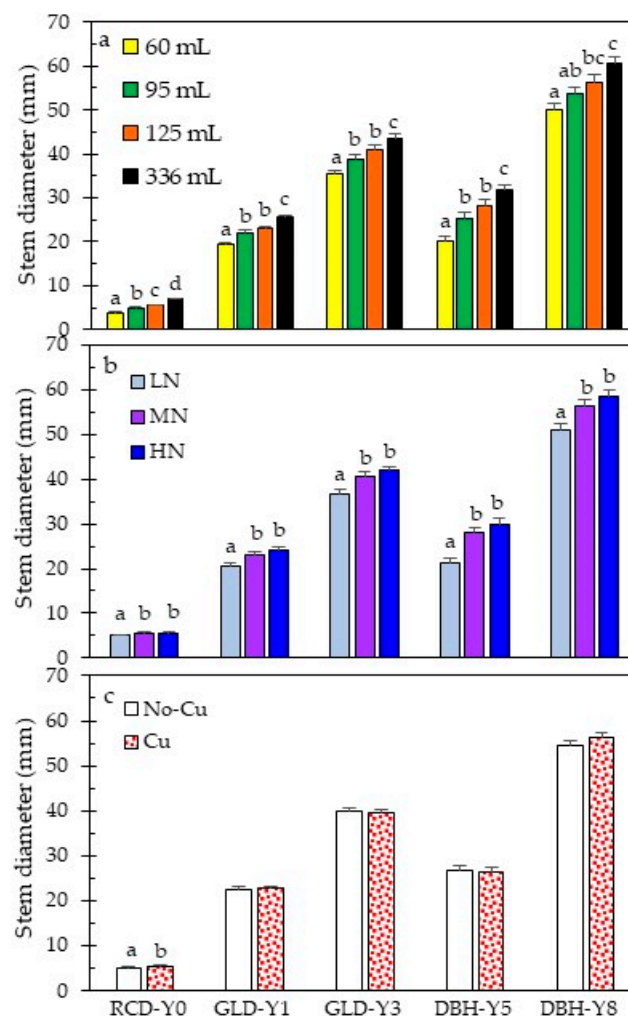 70
a
60 mL
c
60
bc
95 mL
ab
a
50
125 mL
c
b
b
40
336 mL
a
c
b
b
30
c
b
b
a
a
20
10
d
c
b
a
0
Stem diameter (mm)
70
b
LN
b
b
60
MN
a
50
HN
b
b
a
40
b
b
30
b
b
a
a
20
10
a
b
b
0
Stem diameter (mm)
70
c
No-Cu
60
Cu
50
40
30
20
10
a
b
0
Stem diameter (mm)
RCD-Y0 GLD-Y1 GLD-Y3 DBH-Y5 DBH-Y8